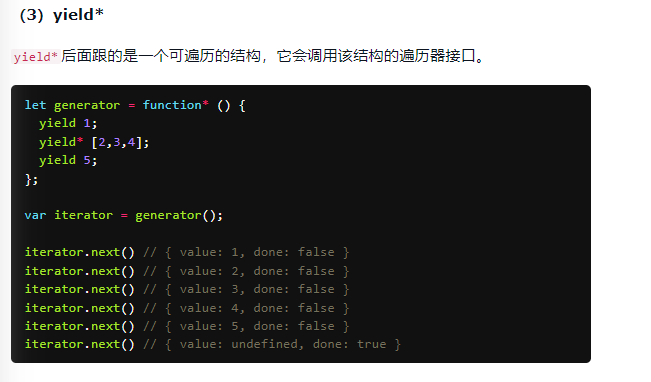 （3）yield*
yield*后面跟的是一个可遍历的结构，它会调用该结构的遍历器接口。
let generator = function* () {
  yield 1;
  yield* [2,3,4];
  yield 5;
};

var iterator = generator();

iterator.next() // { value: 1, done: false }
iterator.next() // { value: 2, done: false }
iterator.next() // { value: 3, done: false }
iterator.next() // { value: 4, done: false }
iterator.next() // { value: 5, done: false }
iterator.next() // { value: undefined, done: true }